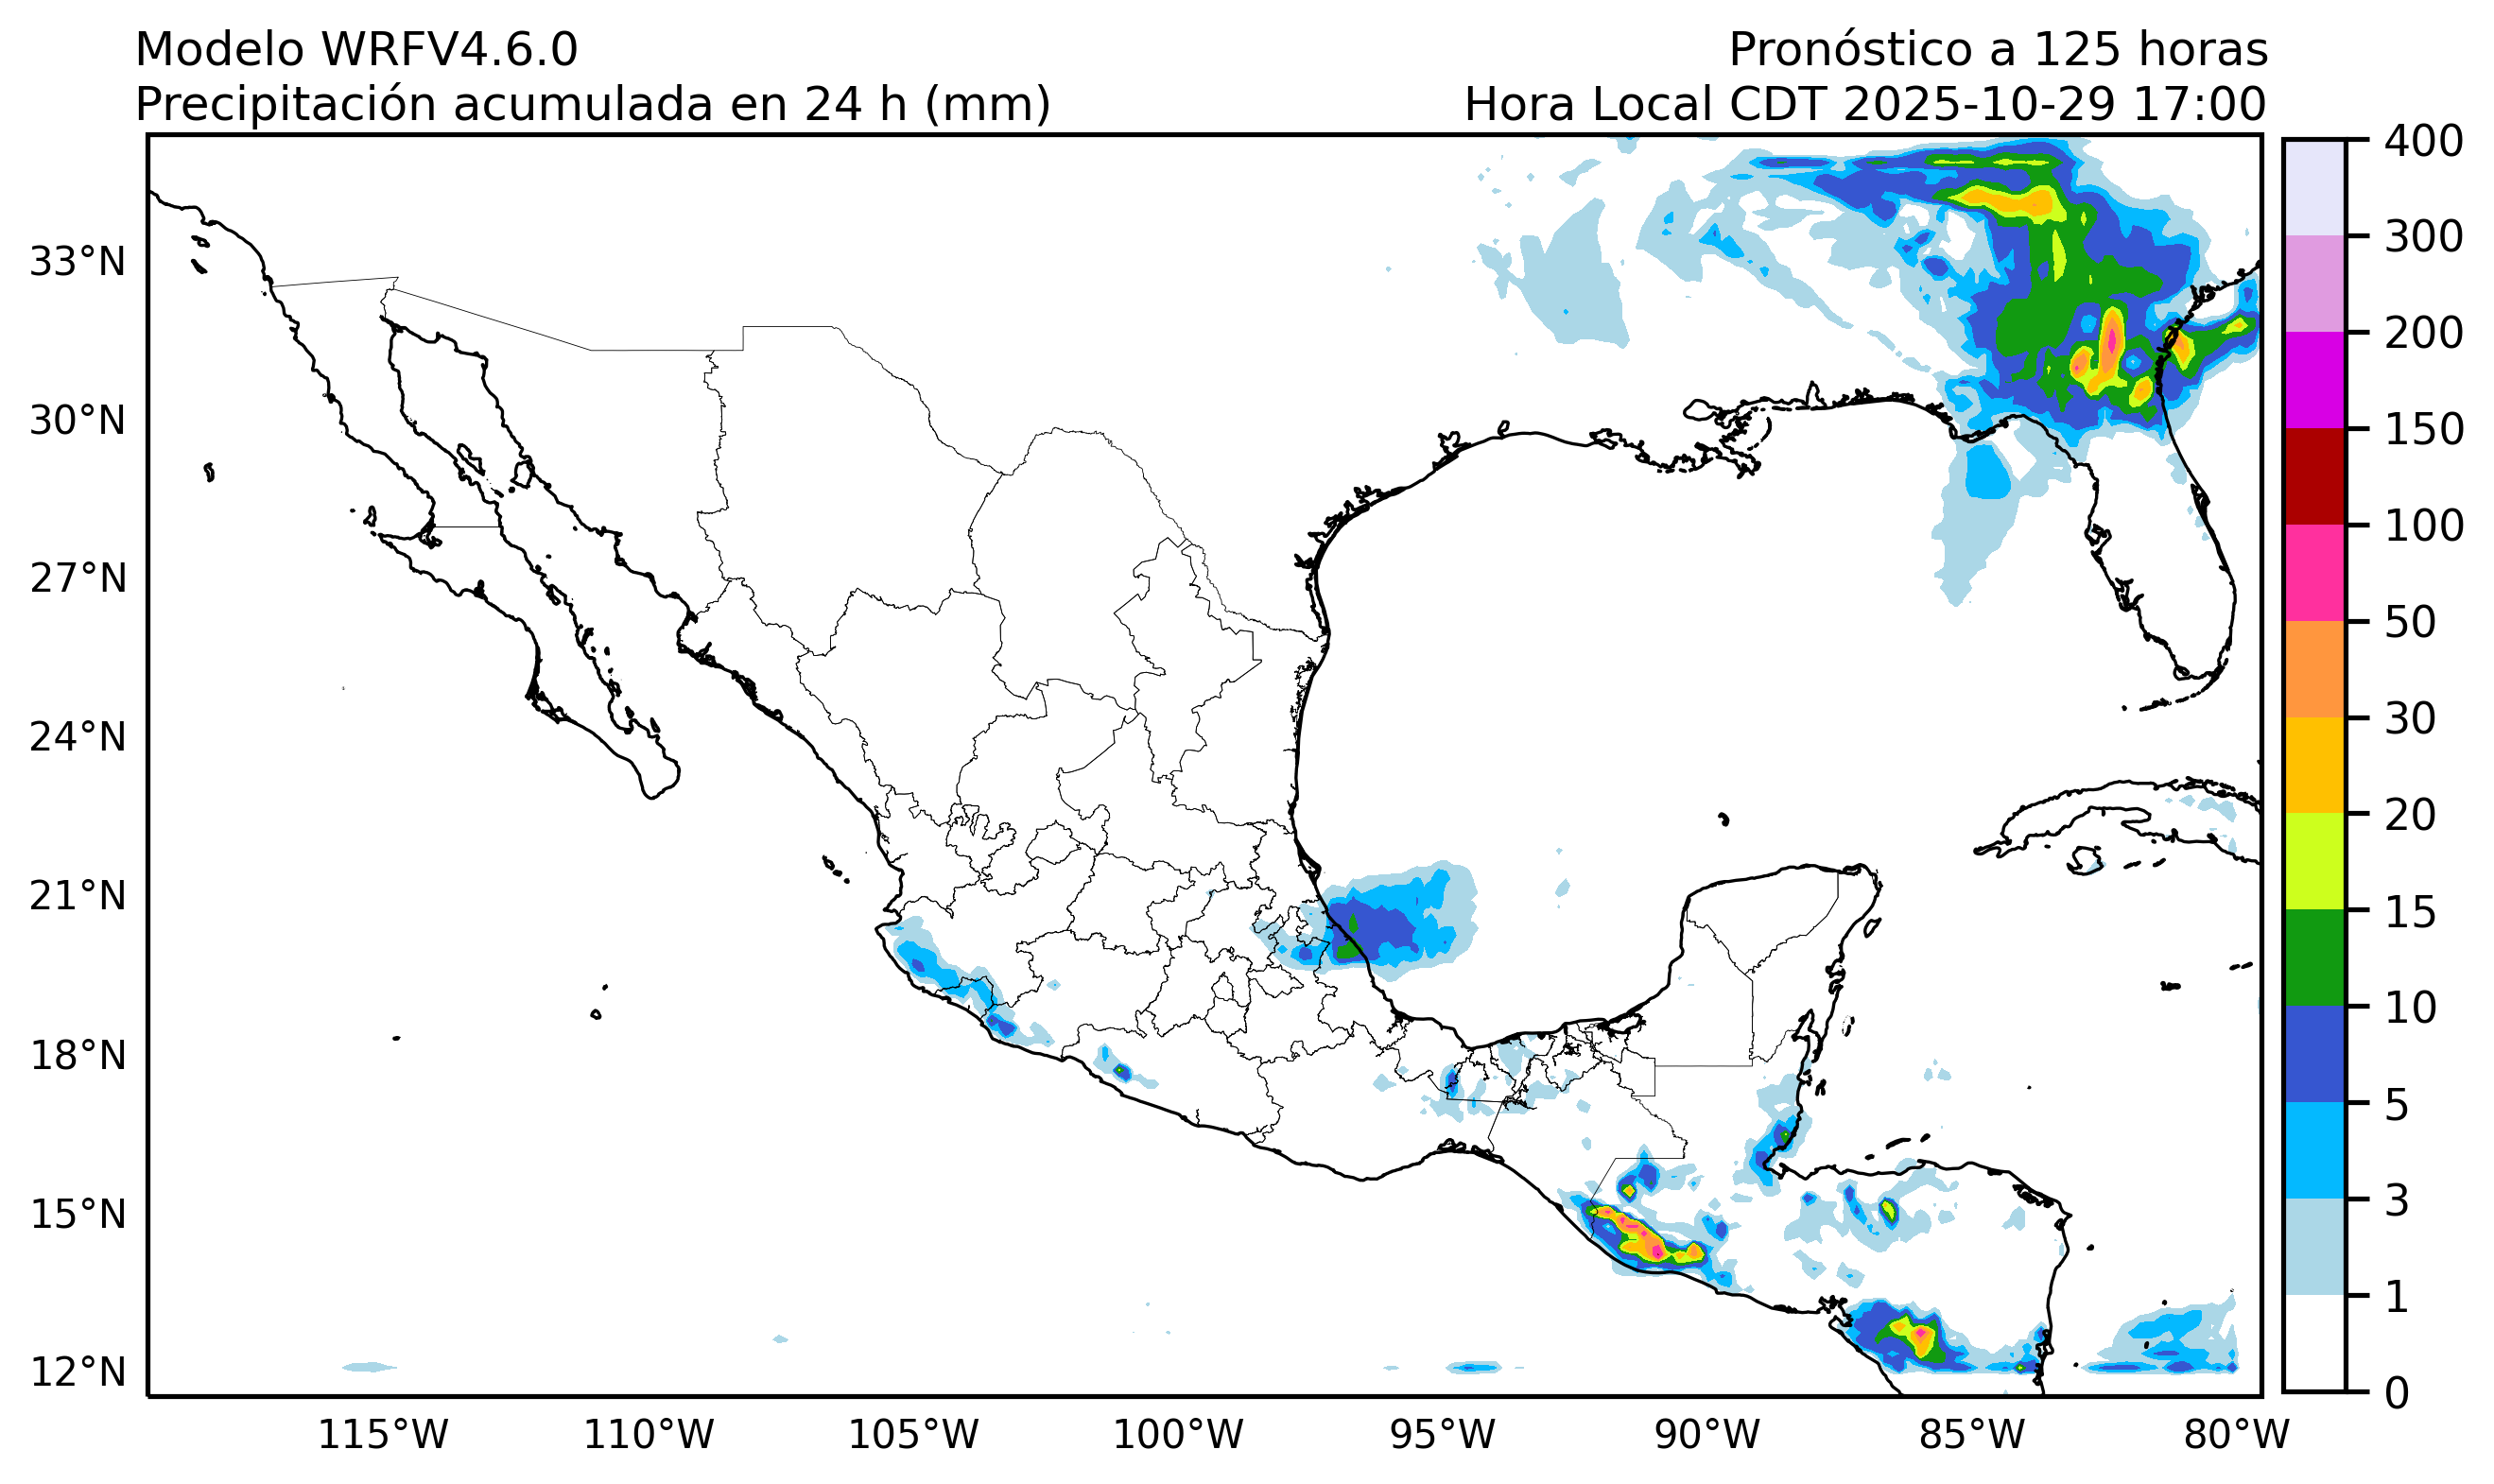 Modelo WRFV4.6.0
Pronóstico a 125 horas
Precipitación acumulada en 24 h (mm)
Hora Local CDT 2025-10-29 17:00
33°N
30°N
27°N
24°N
21°N
18°N
15°N
12°N
115°W
110°W
105°W
100°W
95°W
90°W
85°W
80°W
400
300
200
150
100
50
30
20
15
10
5
3
1
0